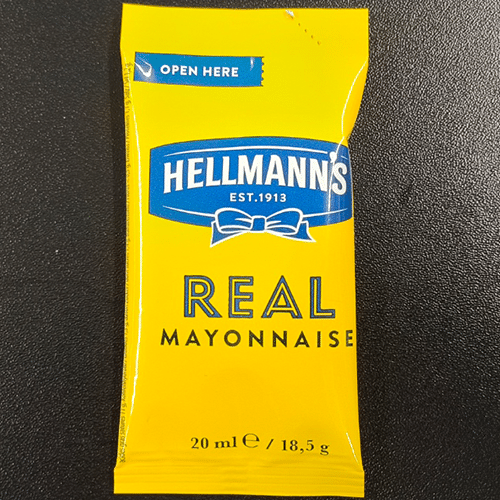 OPEN HERE
HELLMANN'S
EST.1913
REAL
MAYONNAISE
20 ml ℮ / 18,5 g